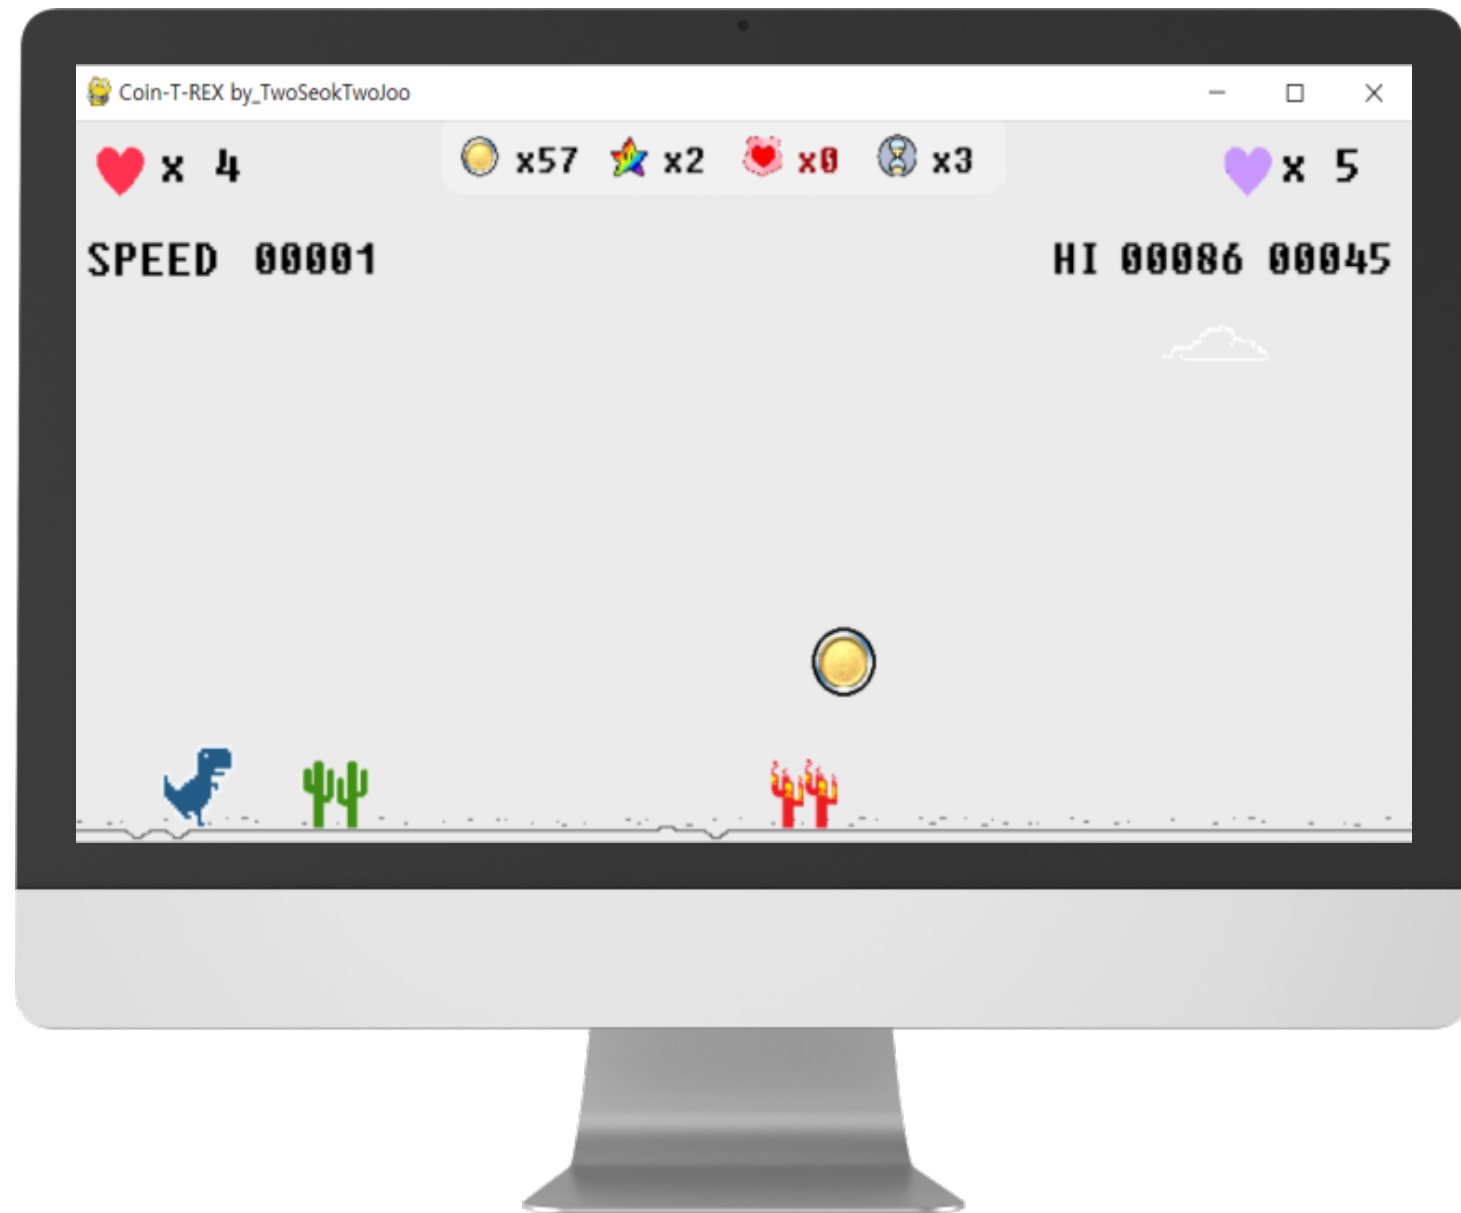 Coin-T-REX by_TwoSeokTwoJoo
x 4 x57 x2 x0 x3 x 5
SPEED 00001 HI 00086 00045